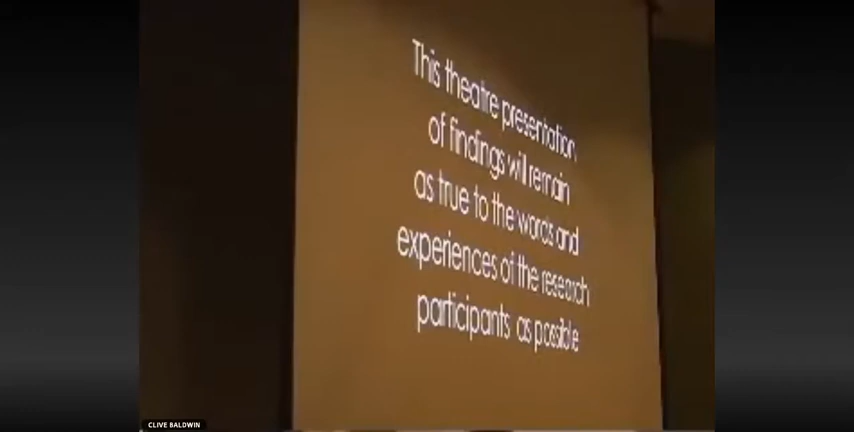 This theatre presentation
of findings will remain
as true to the words and
experiences of the research
participants as possible
CLIVE BALDWIN